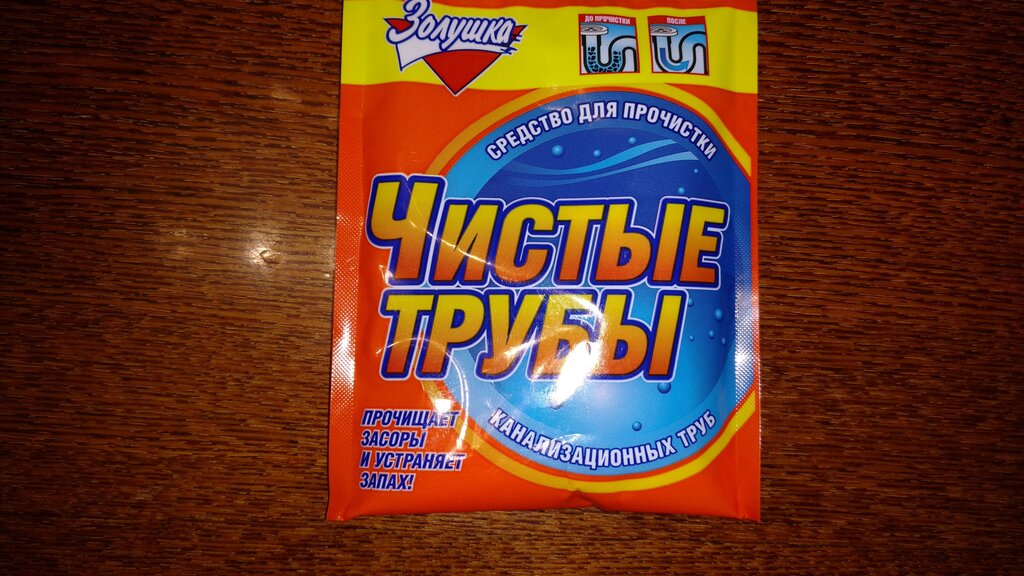 Золушка
ДО ПРОЧИСТКИ
ПОСЛЕ
СРЕДСТВО ДЛЯ ПРОЧИСТКИ
ЧИСТЫЕ
ТРУБЫ
КАНАЛИЗАЦИОННЫХ ТРУБ
ПРОЧИЩАЕТ
ЗАСОРЫ
И УСТРАНЯЕТ
ЗАПАХ!